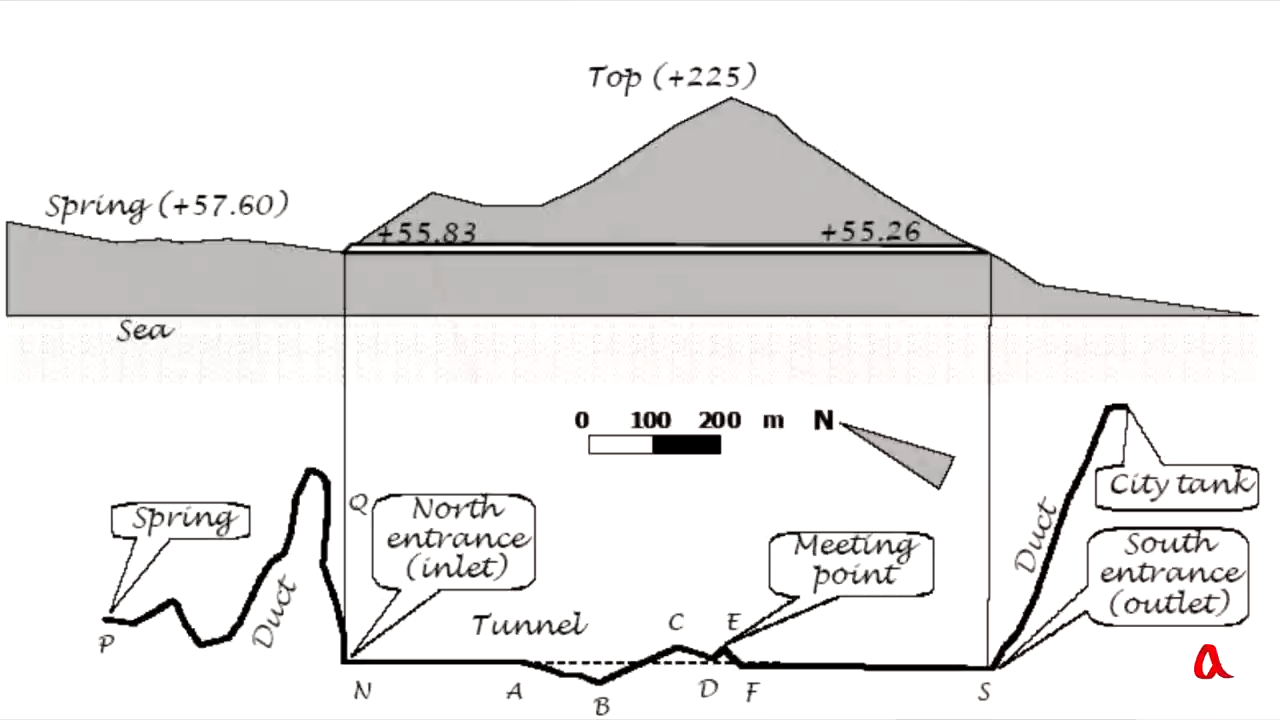 Top (+225)
Spring (+57.60)
+55.83
+55.26
Sea
0 100 200 m N
Spring
Q
North
entrance
(inlet)
Meeting
point
City tank
South
entrance
(outlet)
Duct
Duct
Tunnel
C
E
P
N
A
B
D
F
S
a